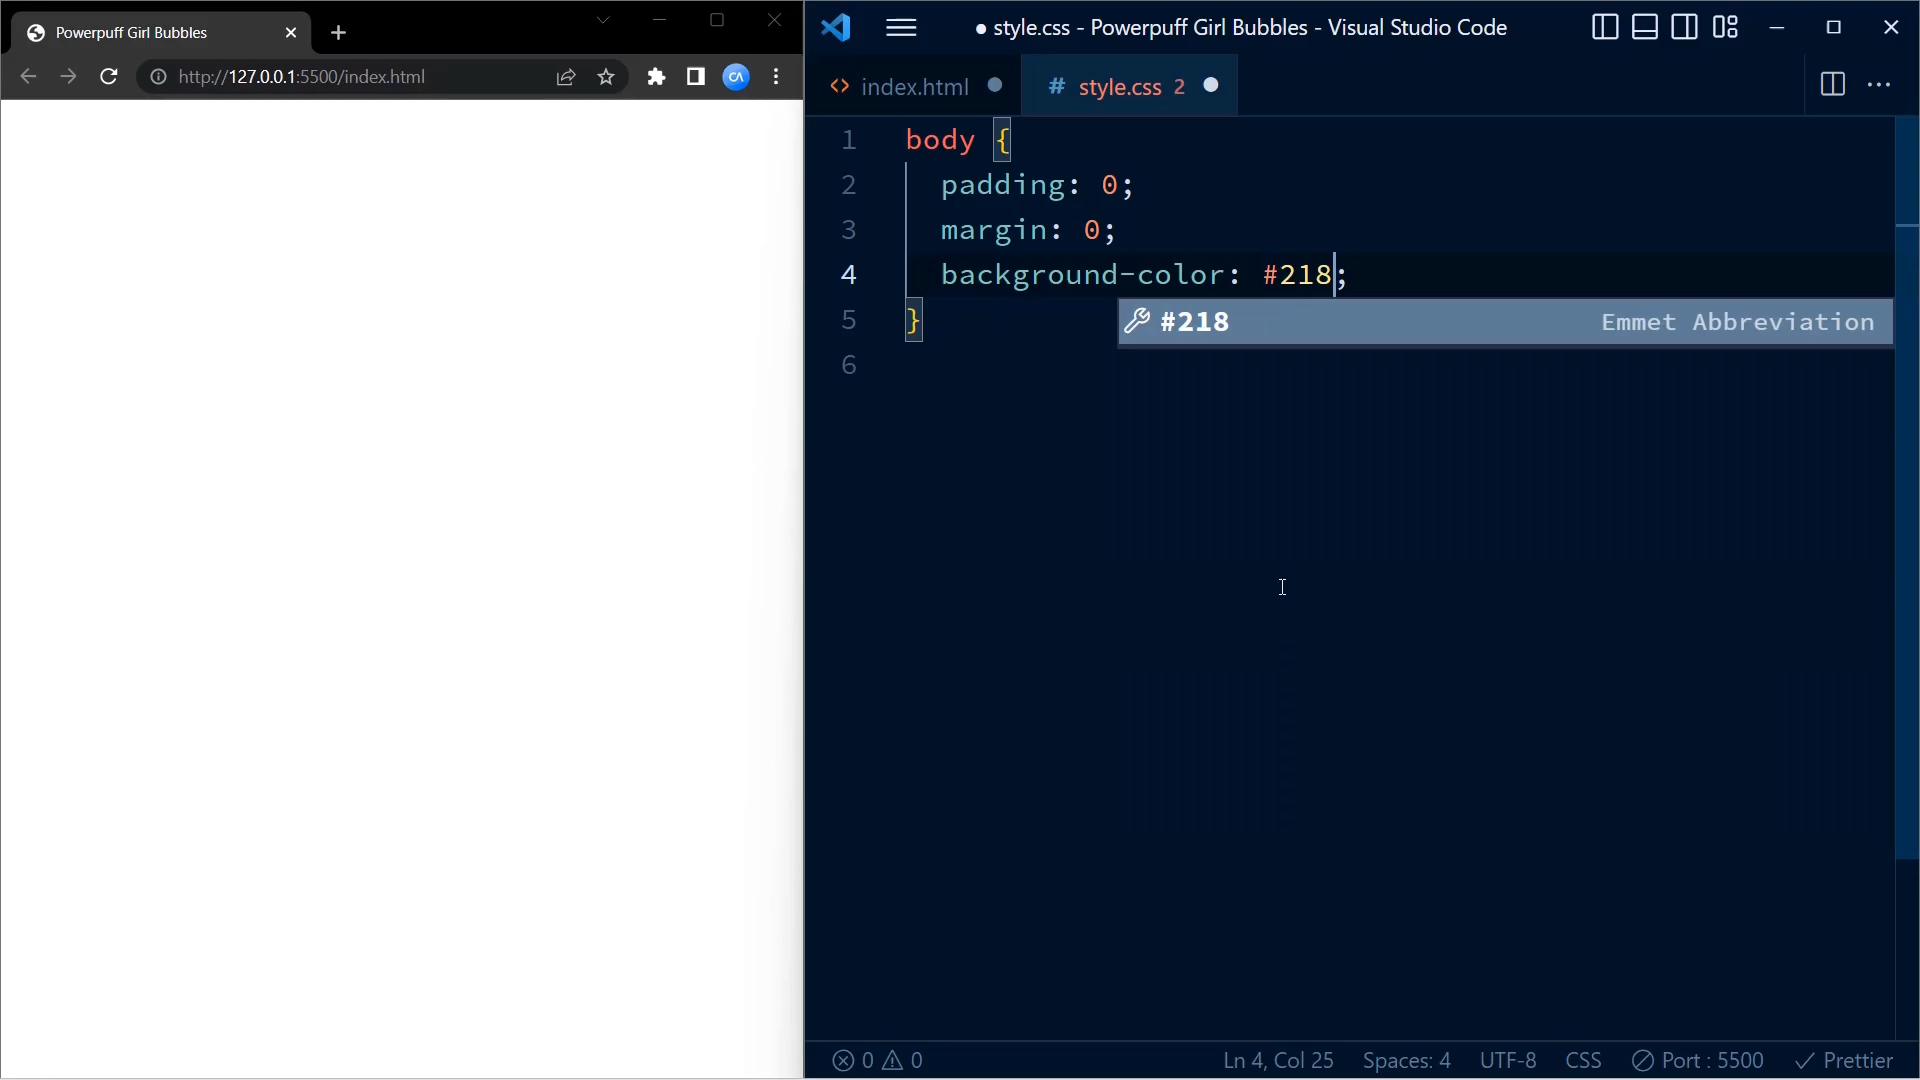 Powerpuff Girl Bubbles
http://127.0.0.1:5500/index.html
CA
● style.css - Powerpuff Girl Bubbles - Visual Studio Code
<> index.html ● # style.css 2 ●
1 body {
2 padding: 0;
3 margin: 0;
4 background-color: #218;
#218 Emmet Abbreviation
5 }
6
0 0 Ln 4, Col 25 Spaces: 4 UTF-8 CSS Port : 5500 Prettier